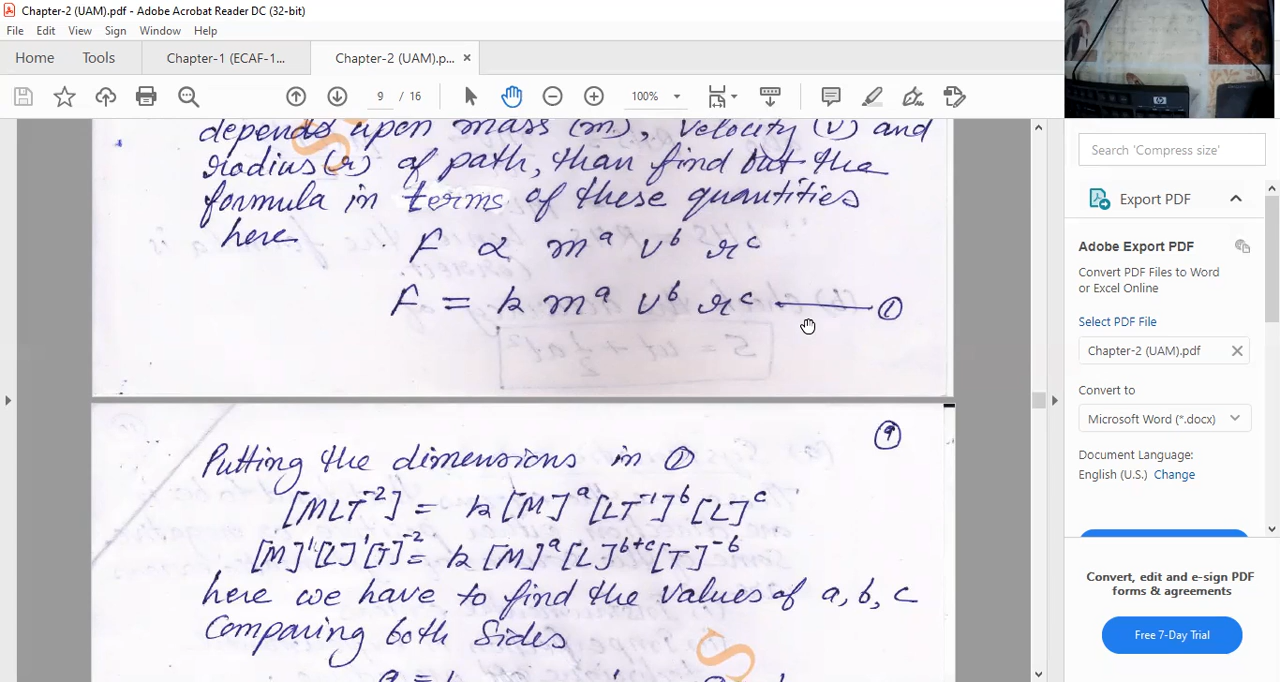 Chapter-2 (UAM).pdf - Adobe Acrobat Reader DC (32-bit)
File Edit View Sign Window Help
Home Tools Chapter-1 (ECAF-1... Chapter-2 (UAM).p... ×
9 / 16 100%
depends upon mass (m), velocity (v) and
radius (r) of path, than find out the
formula in terms of these quantities
here F ∝ m^a v^b r^c
F = k m^a v^b r^c ——— ①
S = ut + ½at²
⑨
Putting the dimensions in ①
[MLT^-2] = k [M]^a [LT^-1]^b [L]^c
[M]^1 [L]^1 [T]^-2 = k [M]^a [L]^b+c [T]^-b
here we have to find the values of a, b, c
Comparing both sides
Search 'Compress size'
Export PDF
Adobe Export PDF
Convert PDF Files to Word
or Excel Online
Select PDF File
Chapter-2 (UAM).pdf
Convert to
Microsoft Word (*.docx)
Document Language:
English (U.S.) Change
Convert, edit and e-sign PDF
forms & agreements
Free 7-Day Trial